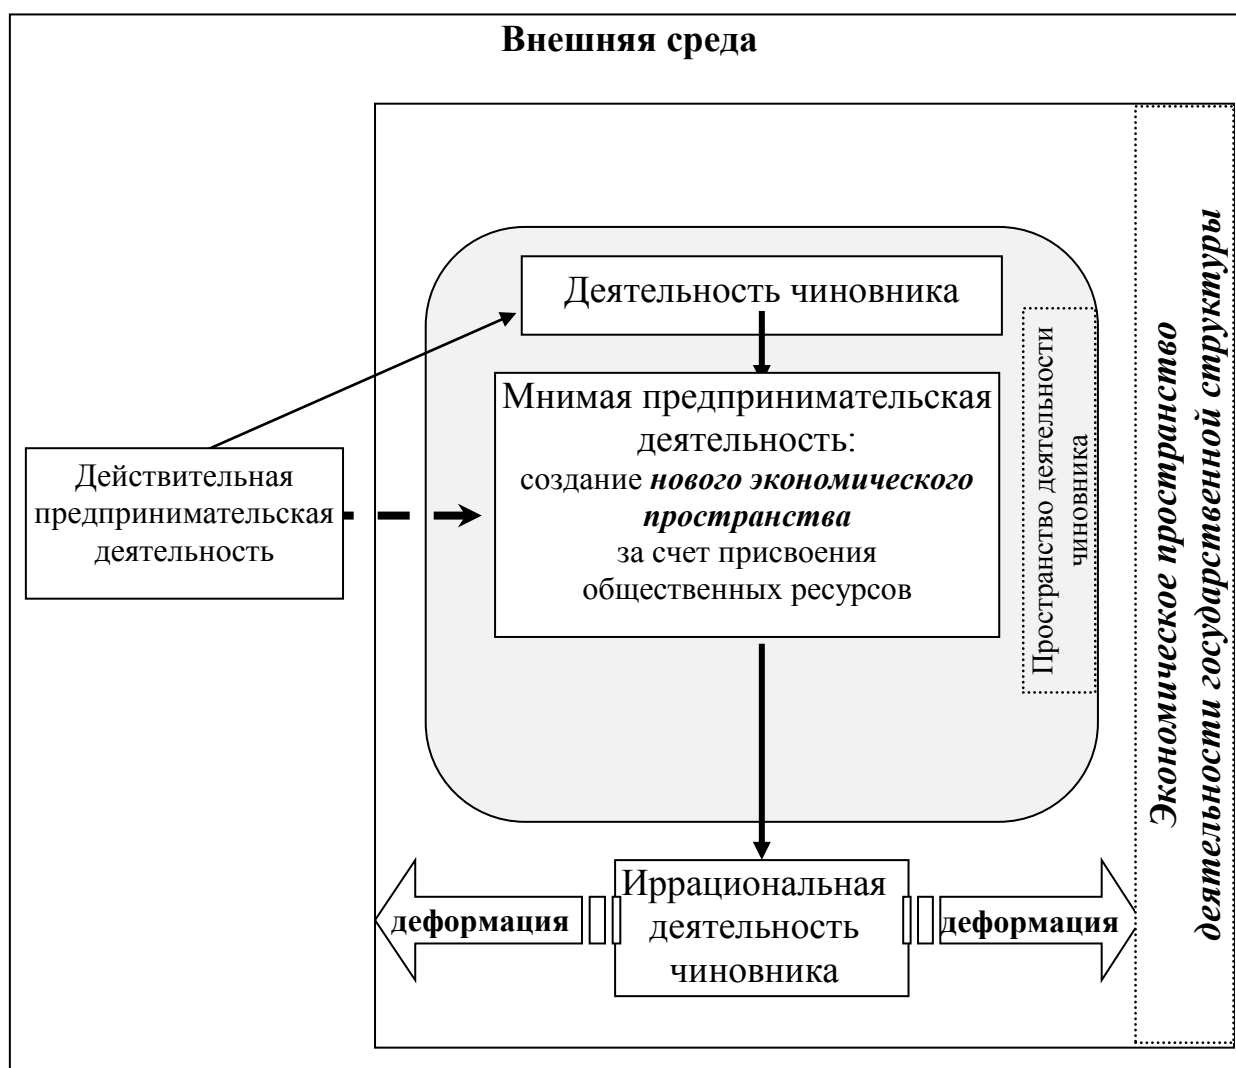 Внешняя среда
Деятельность чиновника
Мнимая предпринимательская
деятельность:
создание нового экономического
пространства
за счет присвоения
общественных ресурсов
Действительная
предпринимательская
деятельность
Пространство деятельности
чиновника
Экономическое пространство
деятельности государственной структуры
Иррациональная
деятельность
чиновника
деформация
деформация